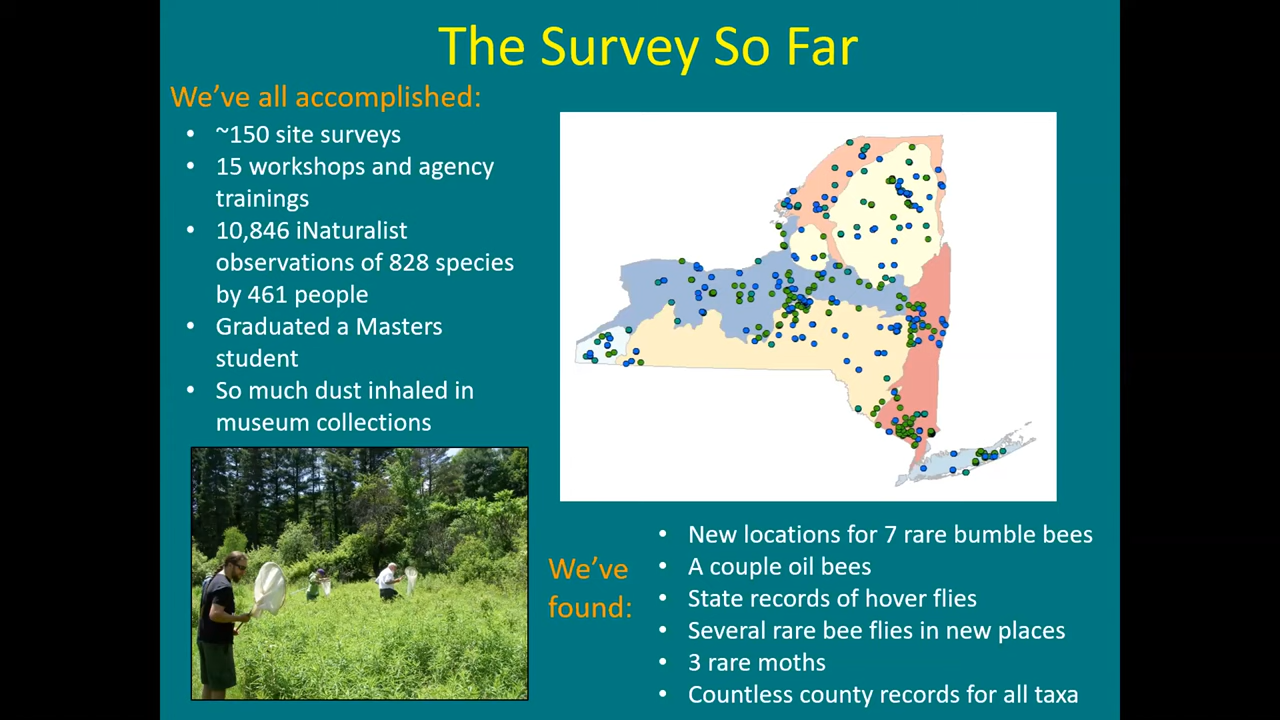 The Survey So Far
We've all accomplished:
• ~150 site surveys
• 15 workshops and agency
trainings
• 10,846 iNaturalist
observations of 828 species
by 461 people
• Graduated a Masters
student
• So much dust inhaled in
museum collections
We've
found:
• New locations for 7 rare bumble bees
• A couple oil bees
• State records of hover flies
• Several rare bee flies in new places
• 3 rare moths
• Countless county records for all taxa